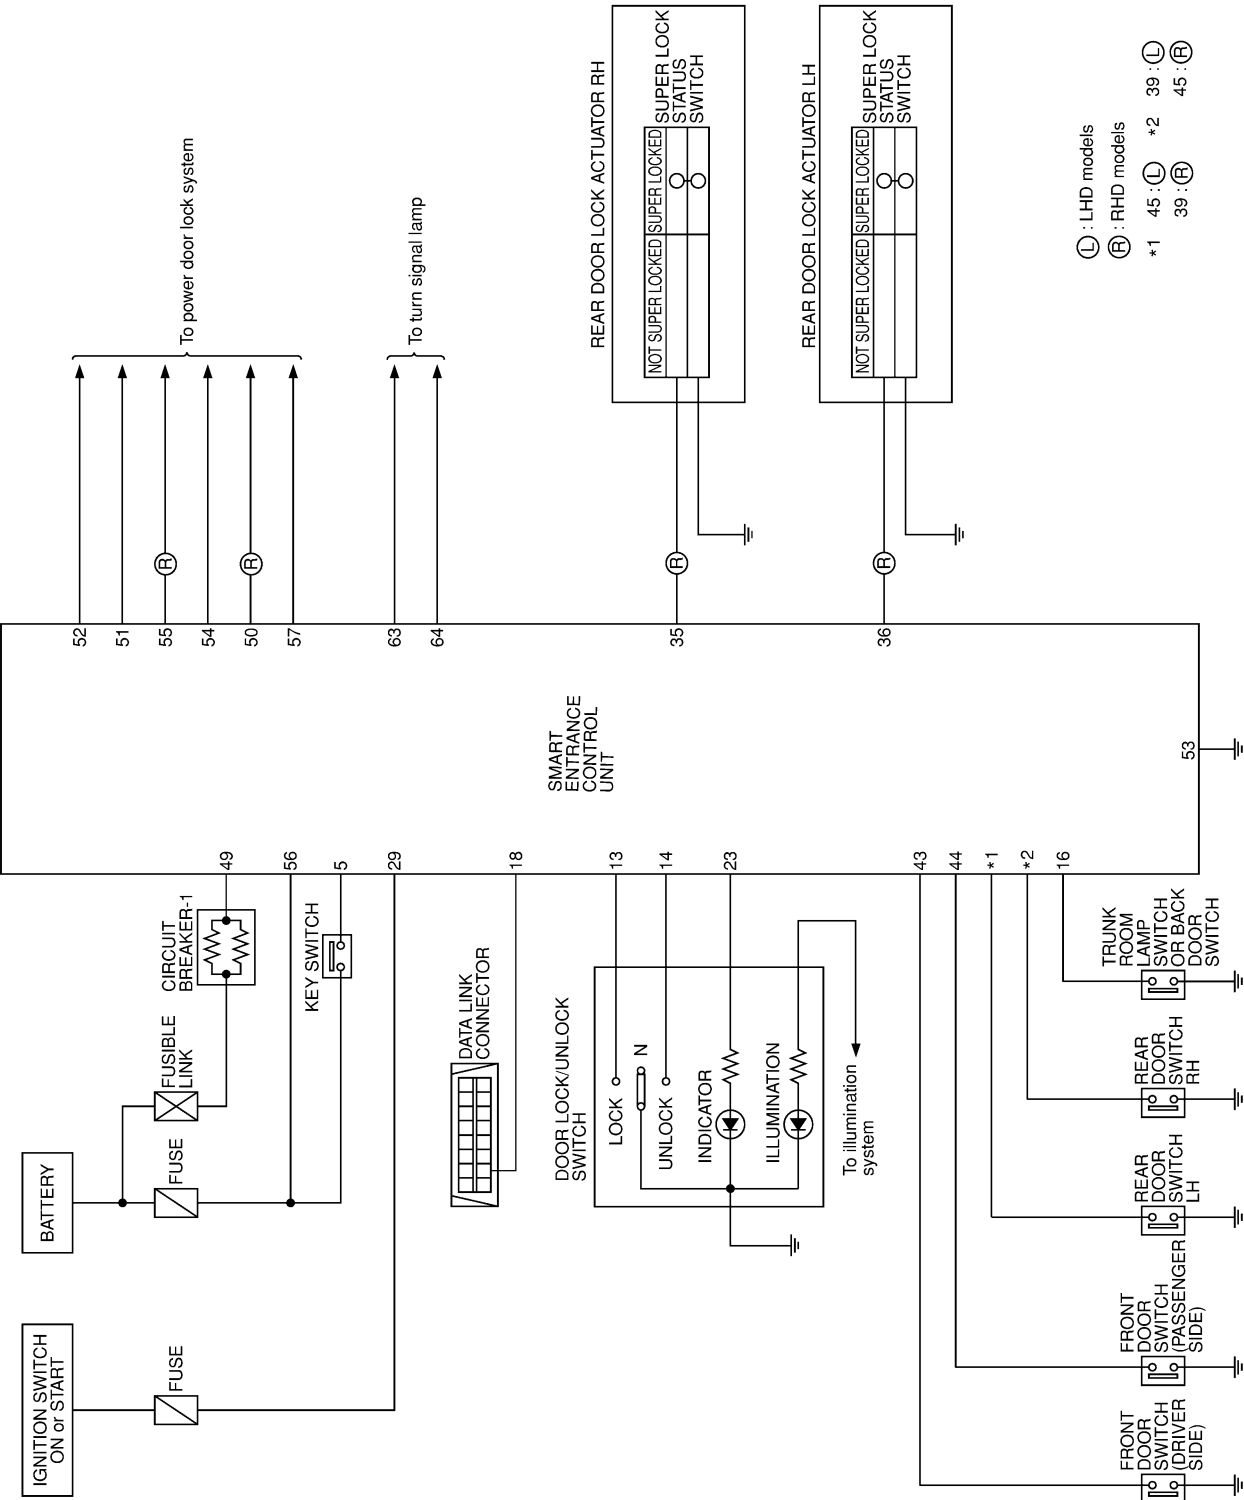 IGNITION SWITCH
ON or START
BATTERY
FUSE
FUSE
FUSIBLE
LINK
CIRCUIT
BREAKER-1
KEY SWITCH
DATA LINK
CONNECTOR
DOOR LOCK/UNLOCK
SWITCH
LOCK
N
UNLOCK
INDICATOR
ILLUMINATION
To illumination
system
FRONT
DOOR
SWITCH
(DRIVER
SIDE)
FRONT
DOOR
SWITCH
(PASSENGER
SIDE)
REAR
DOOR
SWITCH
LH
REAR
DOOR
SWITCH
RH
TRUNK
ROOM
LAMP
SWITCH
OR BACK
DOOR
SWITCH
49
56
5
29
18
13
14
23
43
44
*1
*2
16
SMART
ENTRANCE
CONTROL
UNIT
53
52
51
55
54
50
57
63
64
35
36
R
R
R
R
To power door lock system
To turn signal lamp
REAR DOOR LOCK ACTUATOR RH
NOT SUPER LOCKED
SUPER LOCKED
SUPER LOCK
STATUS
SWITCH
REAR DOOR LOCK ACTUATOR LH
NOT SUPER LOCKED
SUPER LOCKED
SUPER LOCK
STATUS
SWITCH
L : LHD models
R : RHD models
*1 45 : L *2 39 : L
39 : R 45 : R